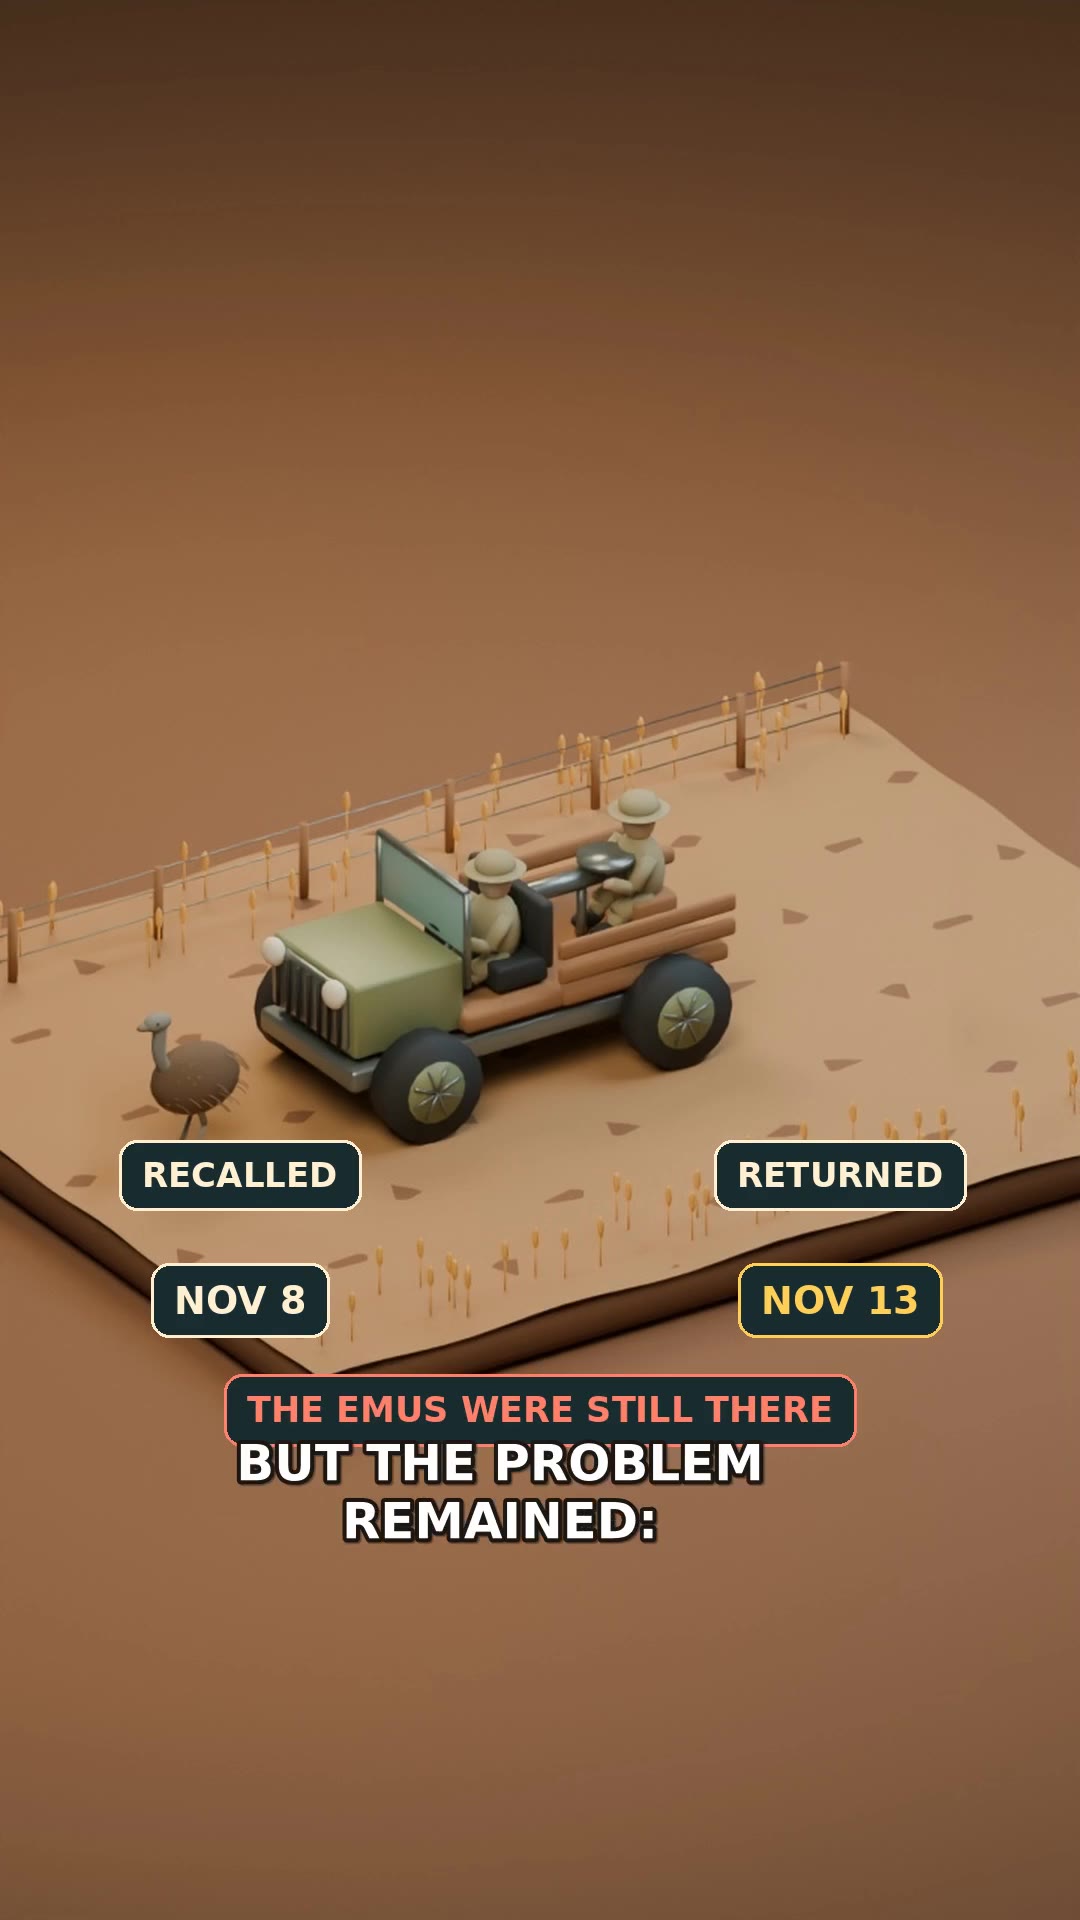 RECALLED
RETURNED
NOV 8
NOV 13
THE EMUS WERE STILL THERE
BUT THE PROBLEM
REMAINED: